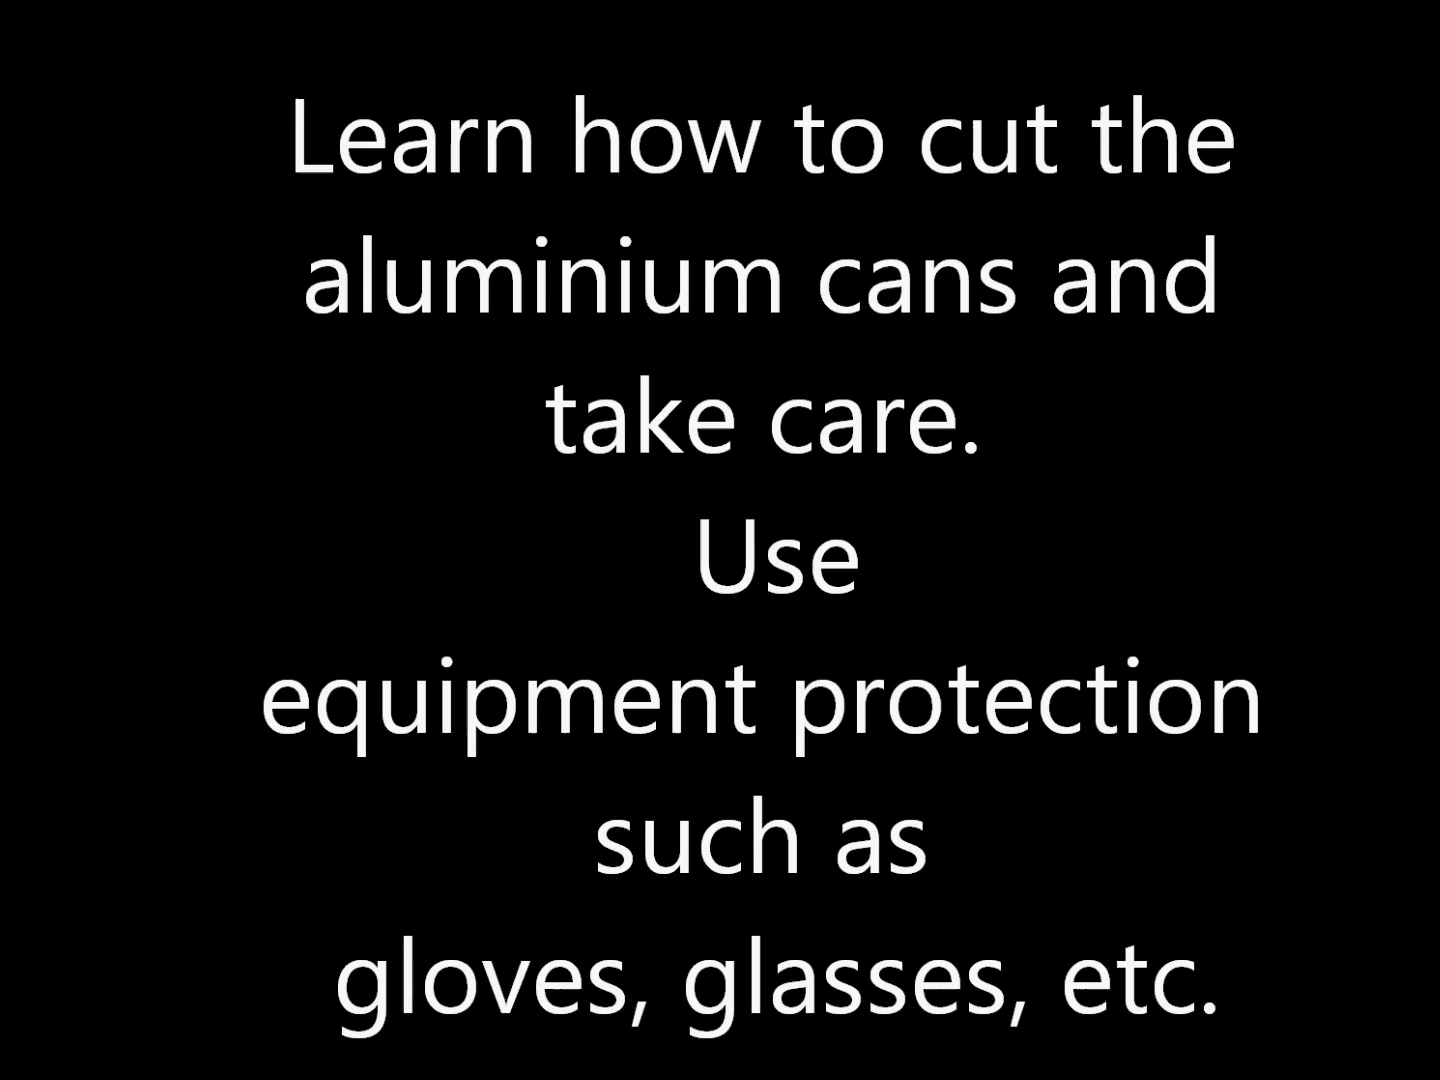 Learn how to cut the
aluminium cans and
take care.
Use
equipment protection
such as
gloves, glasses, etc.